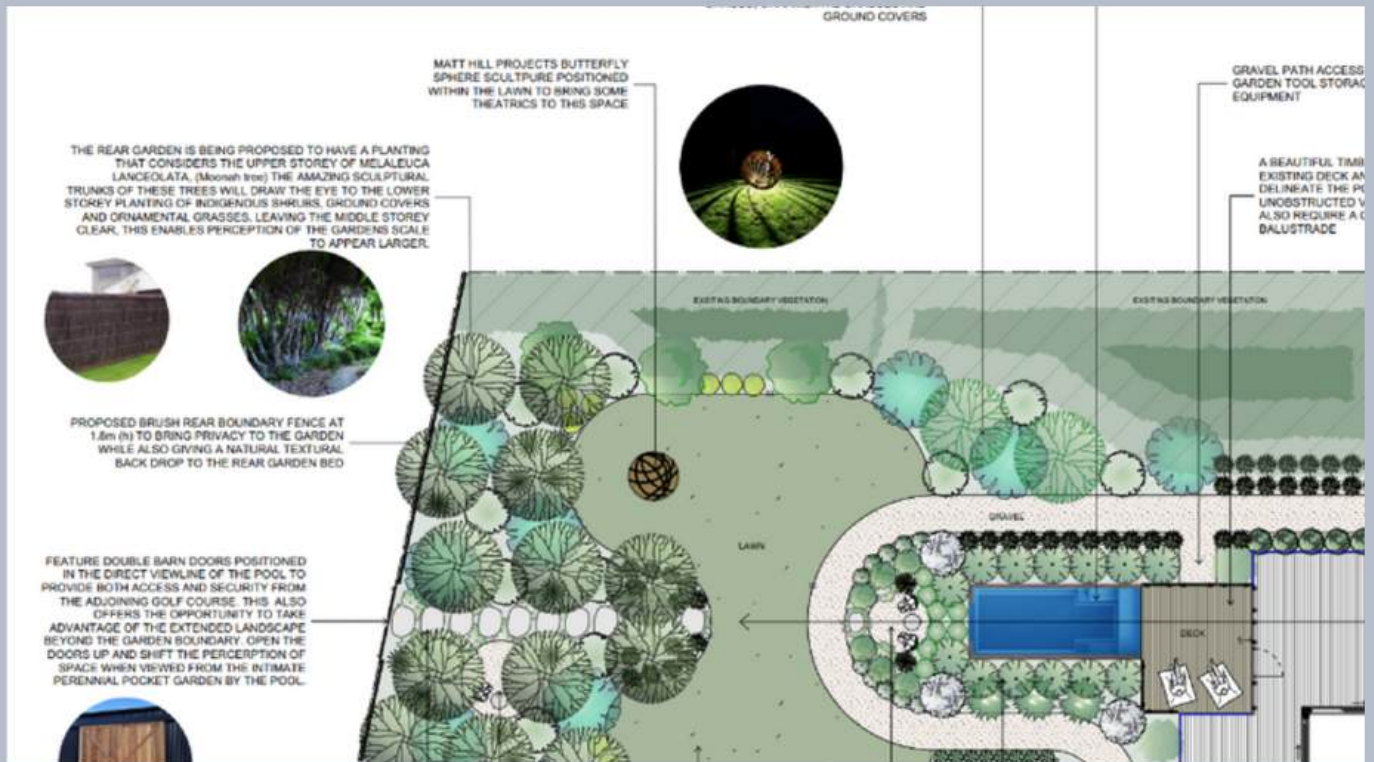 GROUND COVERS
MATT HILL PROJECTS BUTTERFLY
SPHERE SCULTPURE POSITIONED
WITHIN THE LAWN TO BRING SOME
THEATRICS TO THIS SPACE
GRAVEL PATH ACCESS
GARDEN TOOL STORAG
EQUIPMENT
THE REAR GARDEN IS BEING PROPOSED TO HAVE A PLANTING
THAT CONSIDERS THE UPPER STOREY OF MELALEUCA
LANCEOLATA, (Moonah tree) THE AMAZING SCULPTURAL
TRUNKS OF THESE TREES WILL DRAW THE EYE TO THE LOWER
STOREY PLANTING OF INDIGENOUS SHRUBS, GROUND COVERS
AND ORNAMENTAL GRASSES. LEAVING THE MIDDLE STOREY
CLEAR, THIS ENABLES PERCEPTION OF THE GARDENS SCALE
TO APPEAR LARGER.
A BEAUTIFUL TIMB
EXISTING DECK AN
DELINEATE THE PO
UNOBSTRUCTED V
ALSO REQUIRE A
BALUSTRADE
EXISTING BOUNDARY VEGETATION
EXISTING BOUNDARY VEGETATION
PROPOSED BRUSH REAR BOUNDARY FENCE AT
1.8m (h) TO BRING PRIVACY TO THE GARDEN
WHILE ALSO GIVING A NATURAL TEXTURAL
BACK DROP TO THE REAR GARDEN BED
GRAVEL
LAWN
FEATURE DOUBLE BARN DOORS POSITIONED
IN THE DIRECT VIEWLINE OF THE POOL TO
PROVIDE BOTH ACCESS AND SECURITY FROM
THE ADJOINING GOLF COURSE. THIS ALSO
OFFERS THE OPPORTUNITY TO TAKE
ADVANTAGE OF THE EXTENDED LANDSCAPE
BEYOND THE GARDEN BOUNDARY. OPEN THE
DOORS UP AND SHIFT THE PERCERPTION OF
SPACE WHEN VIEWED FROM THE INTIMATE
PERENNIAL POCKET GARDEN BY THE POOL.
DECK